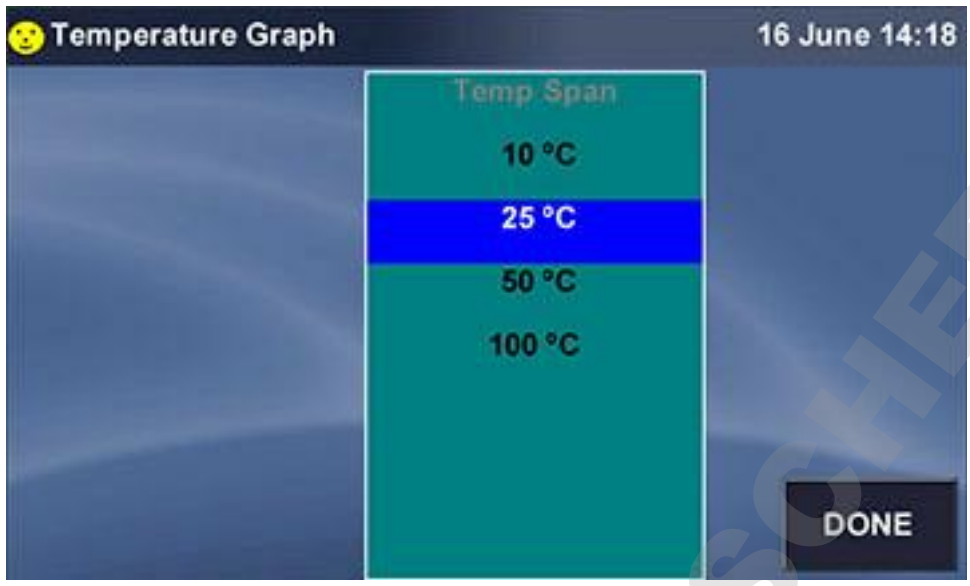 Temperature Graph
16 June 14:18
Temp Span
10 °C
25 °C
50 °C
100 °C
DONE